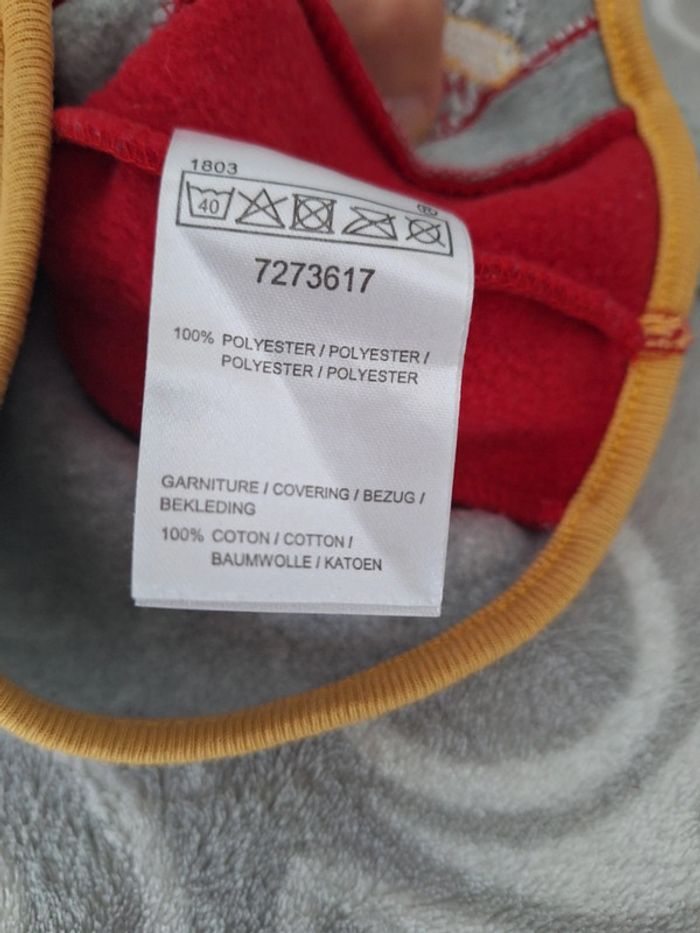 1803
®
40
7273617
100% POLYESTER / POLYESTER /
POLYESTER / POLYESTER
GARNITURE / COVERING / BEZUG /
BEKLEDING
100% COTON / COTTON /
BAUMWOLLE / KATOEN